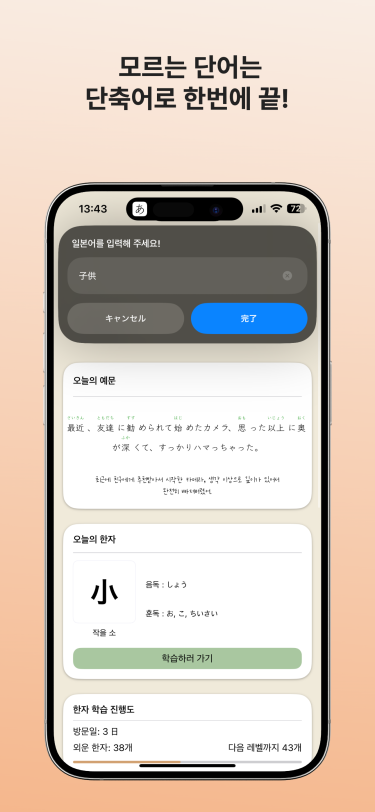 모르는 단어는
단축어로 한번에 끝!
13:43
あ
72
일본어를 입력해 주세요!
子供
キャンセル
完了
오늘의 예문
さいきん ともだち すす はじ おも いじょう おく
最近、友達に勧められて始めたカメラ、思った以上に奥
ふか
が深くて、すっかりハマっちゃった。
최근에 친구에게 추천받아서 시작한 카메라, 생각 이상으로 깊이가 있어서
완전히 빠져버렸어.
오늘의 한자
小
음독 : しょう
훈독 : お, こ, ちいさい
작을 소
학습하러 가기
한자 학습 진행도
방문일: 3 日
외운 한자: 38개
다음 레벨까지 43개